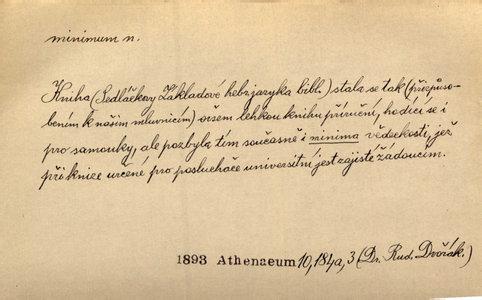 minimum n.
Kniha (Sedláčkovy Základové hebr. jazyka bibl.) stala se tak (přizpůso-
bením k našim mluvnicím) ovšem lehkou knihou příruční, hodící se i
pro samouky, ale pozbyla tím současně i minima vědeckosti, jež
při knize určené pro posluchače universitní jest zajisté žádoucím.
1893 Athenaeum 10, 184a, 3 (Dr. Rud. Dvořák.)